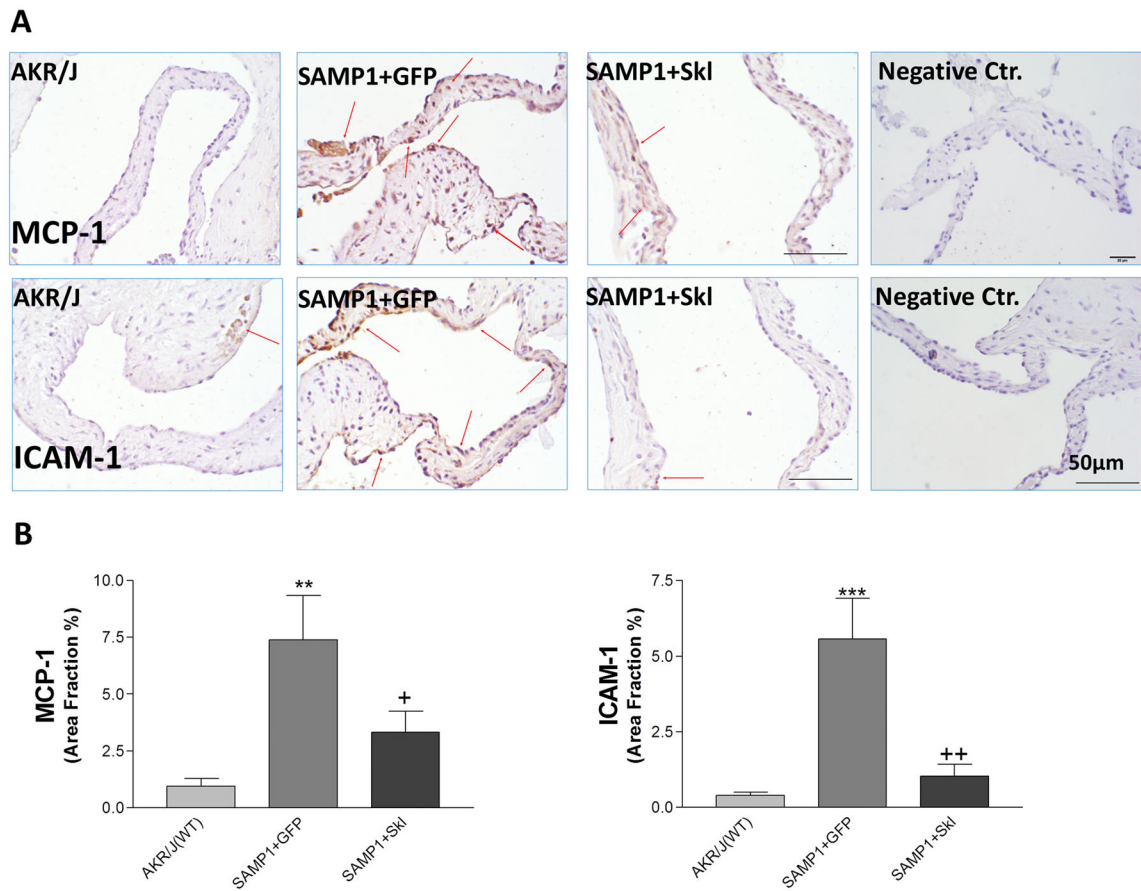 A
AKR/J
SAMP1+GFP
SAMP1+Skl
Negative Ctr.
MCP-1
AKR/J
SAMP1+GFP
SAMP1+Skl
Negative Ctr.
ICAM-1
50μm
B
10.0
7.5
5.0
2.5
0.0
MCP-1
(Area Fraction %)
**
+
AKR/J(WT)
SAMP1+GFP
SAMP1+Skl
7.5
5.0
2.5
0.0
ICAM-1
(Area Fraction %)
***
++
AKR/J(WT)
SAMP1+GFP
SAMP1+Skl